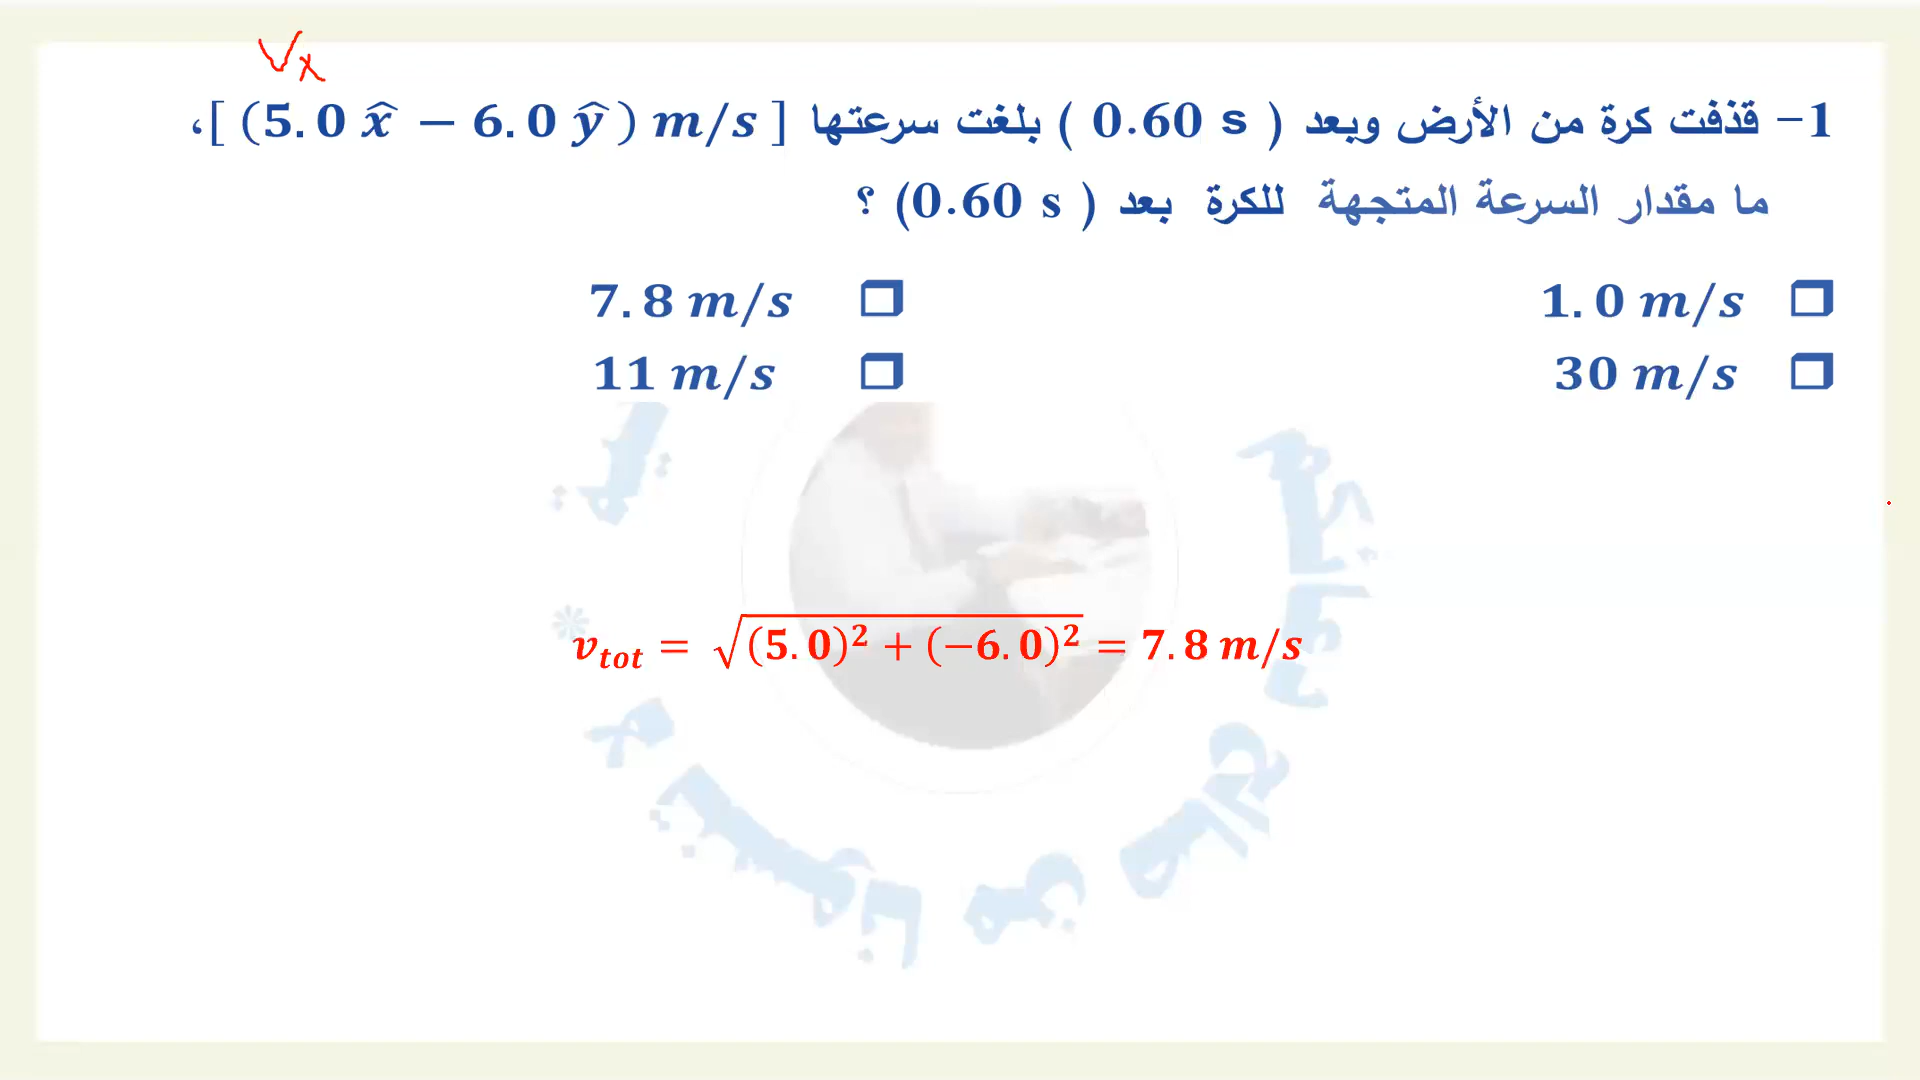 Vx
1- قذفت كرة من الأرض وبعد ( 0.60 s ) بلغت سرعتها [ (5.0 x̂ − 6.0 ŷ) m/s ]،
ما مقدار السرعة المتجهة للكرة بعد ( 0.60 s) ؟
1.0 m/s 7.8 m/s
30 m/s 11 m/s
v_tot = √((5.0)² + (−6.0)²) = 7.8 m/s